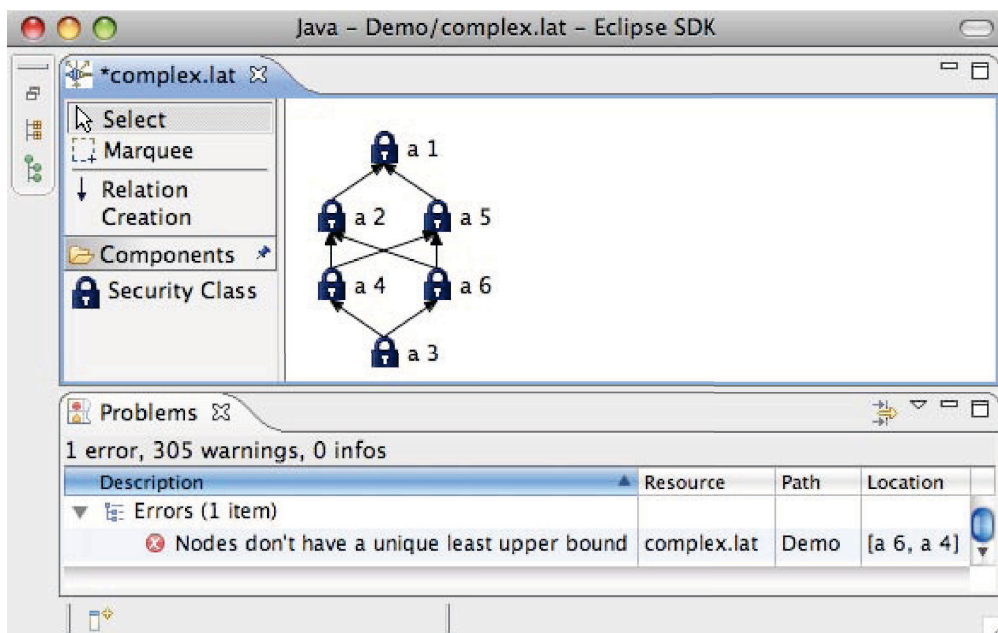 Java – Demo/complex.lat – Eclipse SDK
*complex.lat
Select
Marquee
Relation
Creation
Components
Security Class
a 1
a 2
a 5
a 4
a 6
a 3
Problems
1 error, 305 warnings, 0 infos
Description Resource Path Location
Errors (1 item)
Nodes don't have a unique least upper bound complex.lat Demo [a 6, a 4]